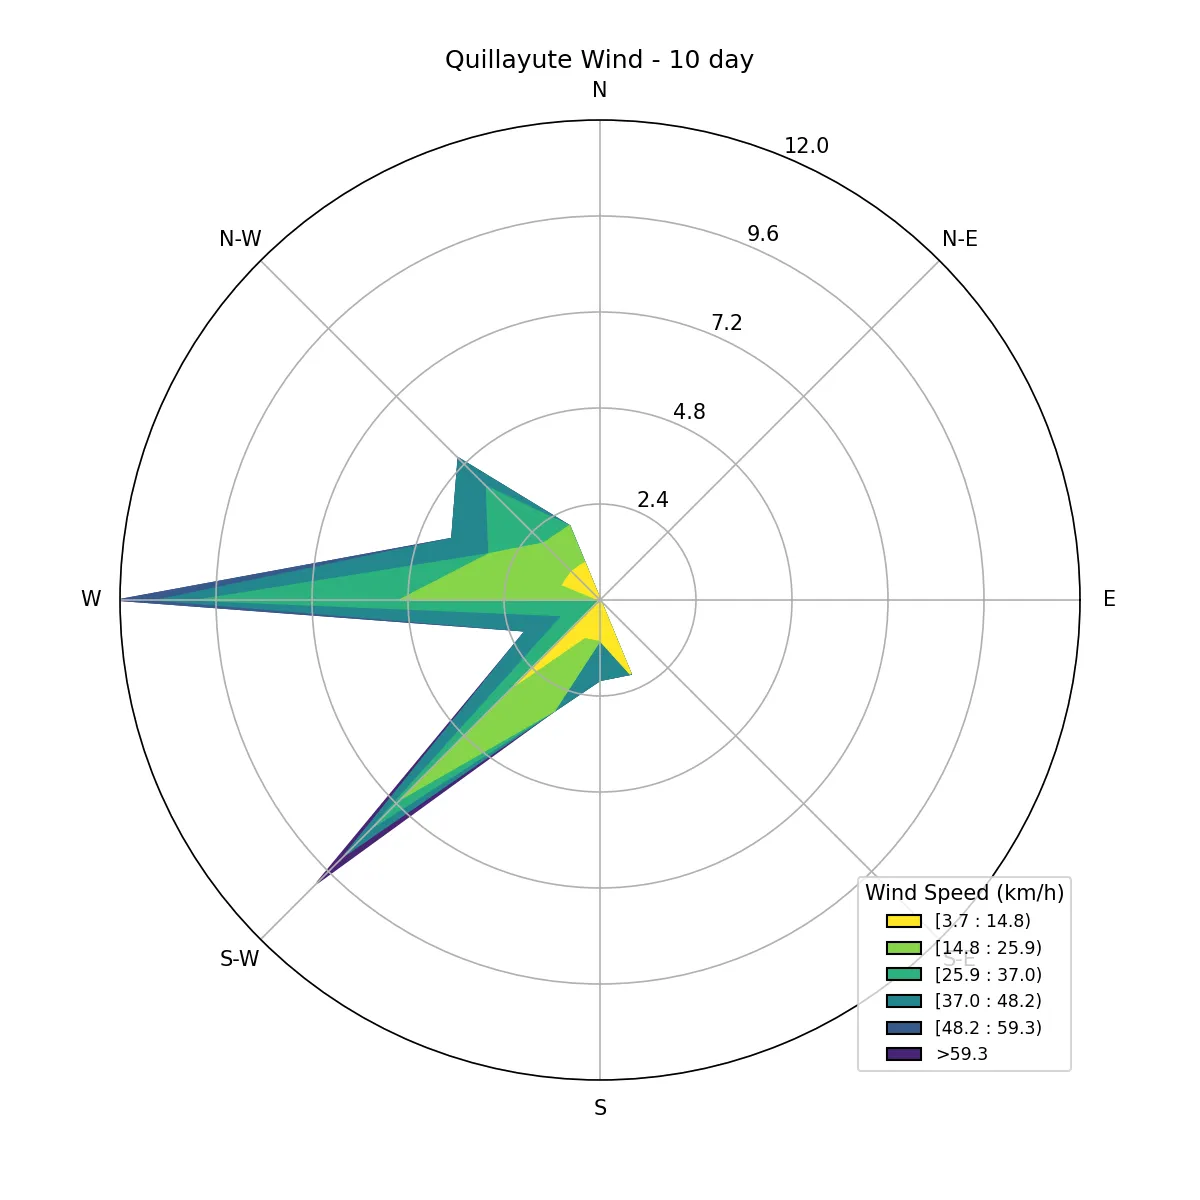 Quillayute Wind - 10 day
N
12.0
N-W
9.6
N-E
7.2
4.8
2.4
W
E
Wind Speed (km/h)
[3.7 : 14.8)
[14.8 : 25.9)
S-W
S-E
[25.9 : 37.0)
[37.0 : 48.2)
[48.2 : 59.3)
>59.3
S